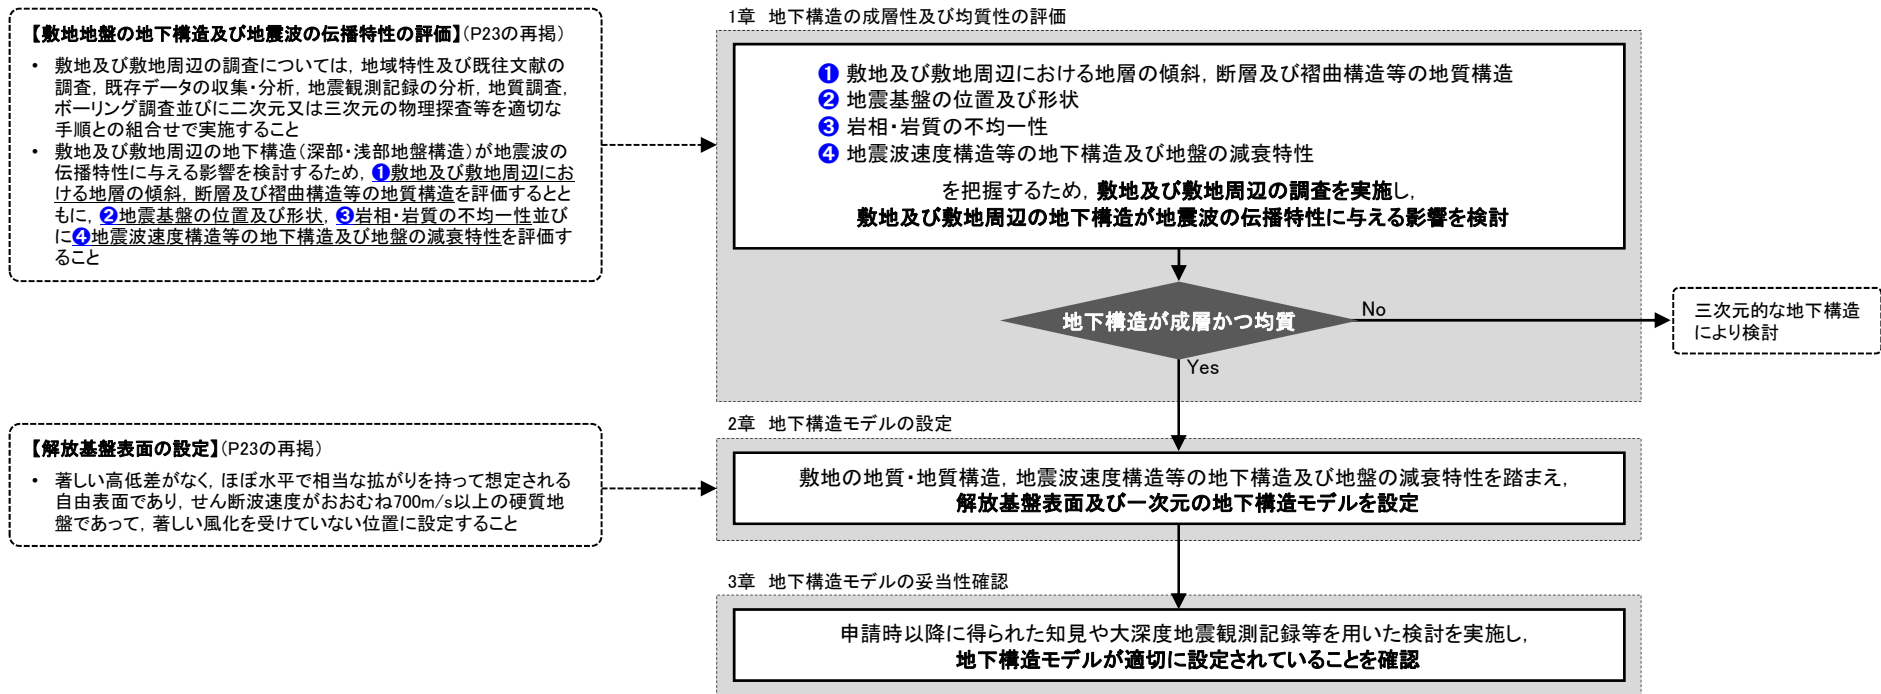 【敷地地盤の地下構造及び地震波の伝播特性の評価】(P23の再掲)
・ 敷地及び敷地周辺の調査については，地域特性及び既往文献の
調査，既存データの収集・分析，地震観測記録の分析，地質調査，
ボーリング調査並びに二次元又は三次元の物理探査等を適切な
手順との組合せで実施すること
・ 敷地及び敷地周辺の地下構造（深部・浅部地盤構造）が地震波の
伝播特性に与える影響を検討するため，❶敷地及び敷地周辺にお
ける地層の傾斜，断層及び褶曲構造等の地質構造を評価するとと
もに，❷地震基盤の位置及び形状，❸岩相・岩質の不均一性並び
に❹地震波速度構造等の地下構造及び地盤の減衰特性を評価す
ること
1章 地下構造の成層性及び均質性の評価
❶ 敷地及び敷地周辺における地層の傾斜，断層及び褶曲構造等の地質構造
❷ 地震基盤の位置及び形状
❸ 岩相・岩質の不均一性
❹ 地震波速度構造等の地下構造及び地盤の減衰特性
を把握するため，敷地及び敷地周辺の調査を実施し，
敷地及び敷地周辺の地下構造が地震波の伝播特性に与える影響を検討
地下構造が成層かつ均質
No
三次元的な地下構造
により検討
Yes
【解放基盤表面の設定】(P23の再掲)
・ 著しい高低差がなく，ほぼ水平で相当な拡がりを持って想定される
自由表面であり，せん断波速度がおおむね700m/s以上の硬質地
盤であって，著しい風化を受けていない位置に設定すること
2章 地下構造モデルの設定
敷地の地質・地質構造，地震波速度構造等の地下構造及び地盤の減衰特性を踏まえ，
解放基盤表面及び一次元の地下構造モデルを設定
3章 地下構造モデルの妥当性確認
申請時以降に得られた知見や大深度地震観測記録等を用いた検討を実施し，
地下構造モデルが適切に設定されていることを確認